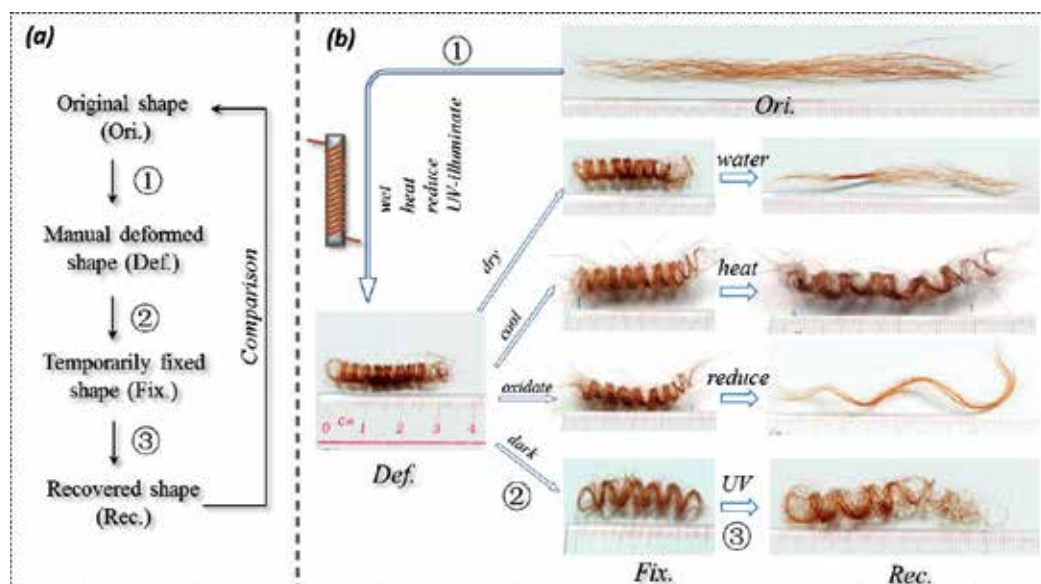 (a)
Original shape
(Ori.)
①
Manual deformed
shape (Def.)
②
Temporarily fixed
shape (Fix.)
③
Recovered shape
(Rec.)
Comparison
(b)
①
Ori.
wet
heat
reduce
UV-illuminate
dry
cool
oxidate
dark
②
0 Cm 1 2 3 4
Def.
water
heat
reduce
UV
③
Fix.
Rec.